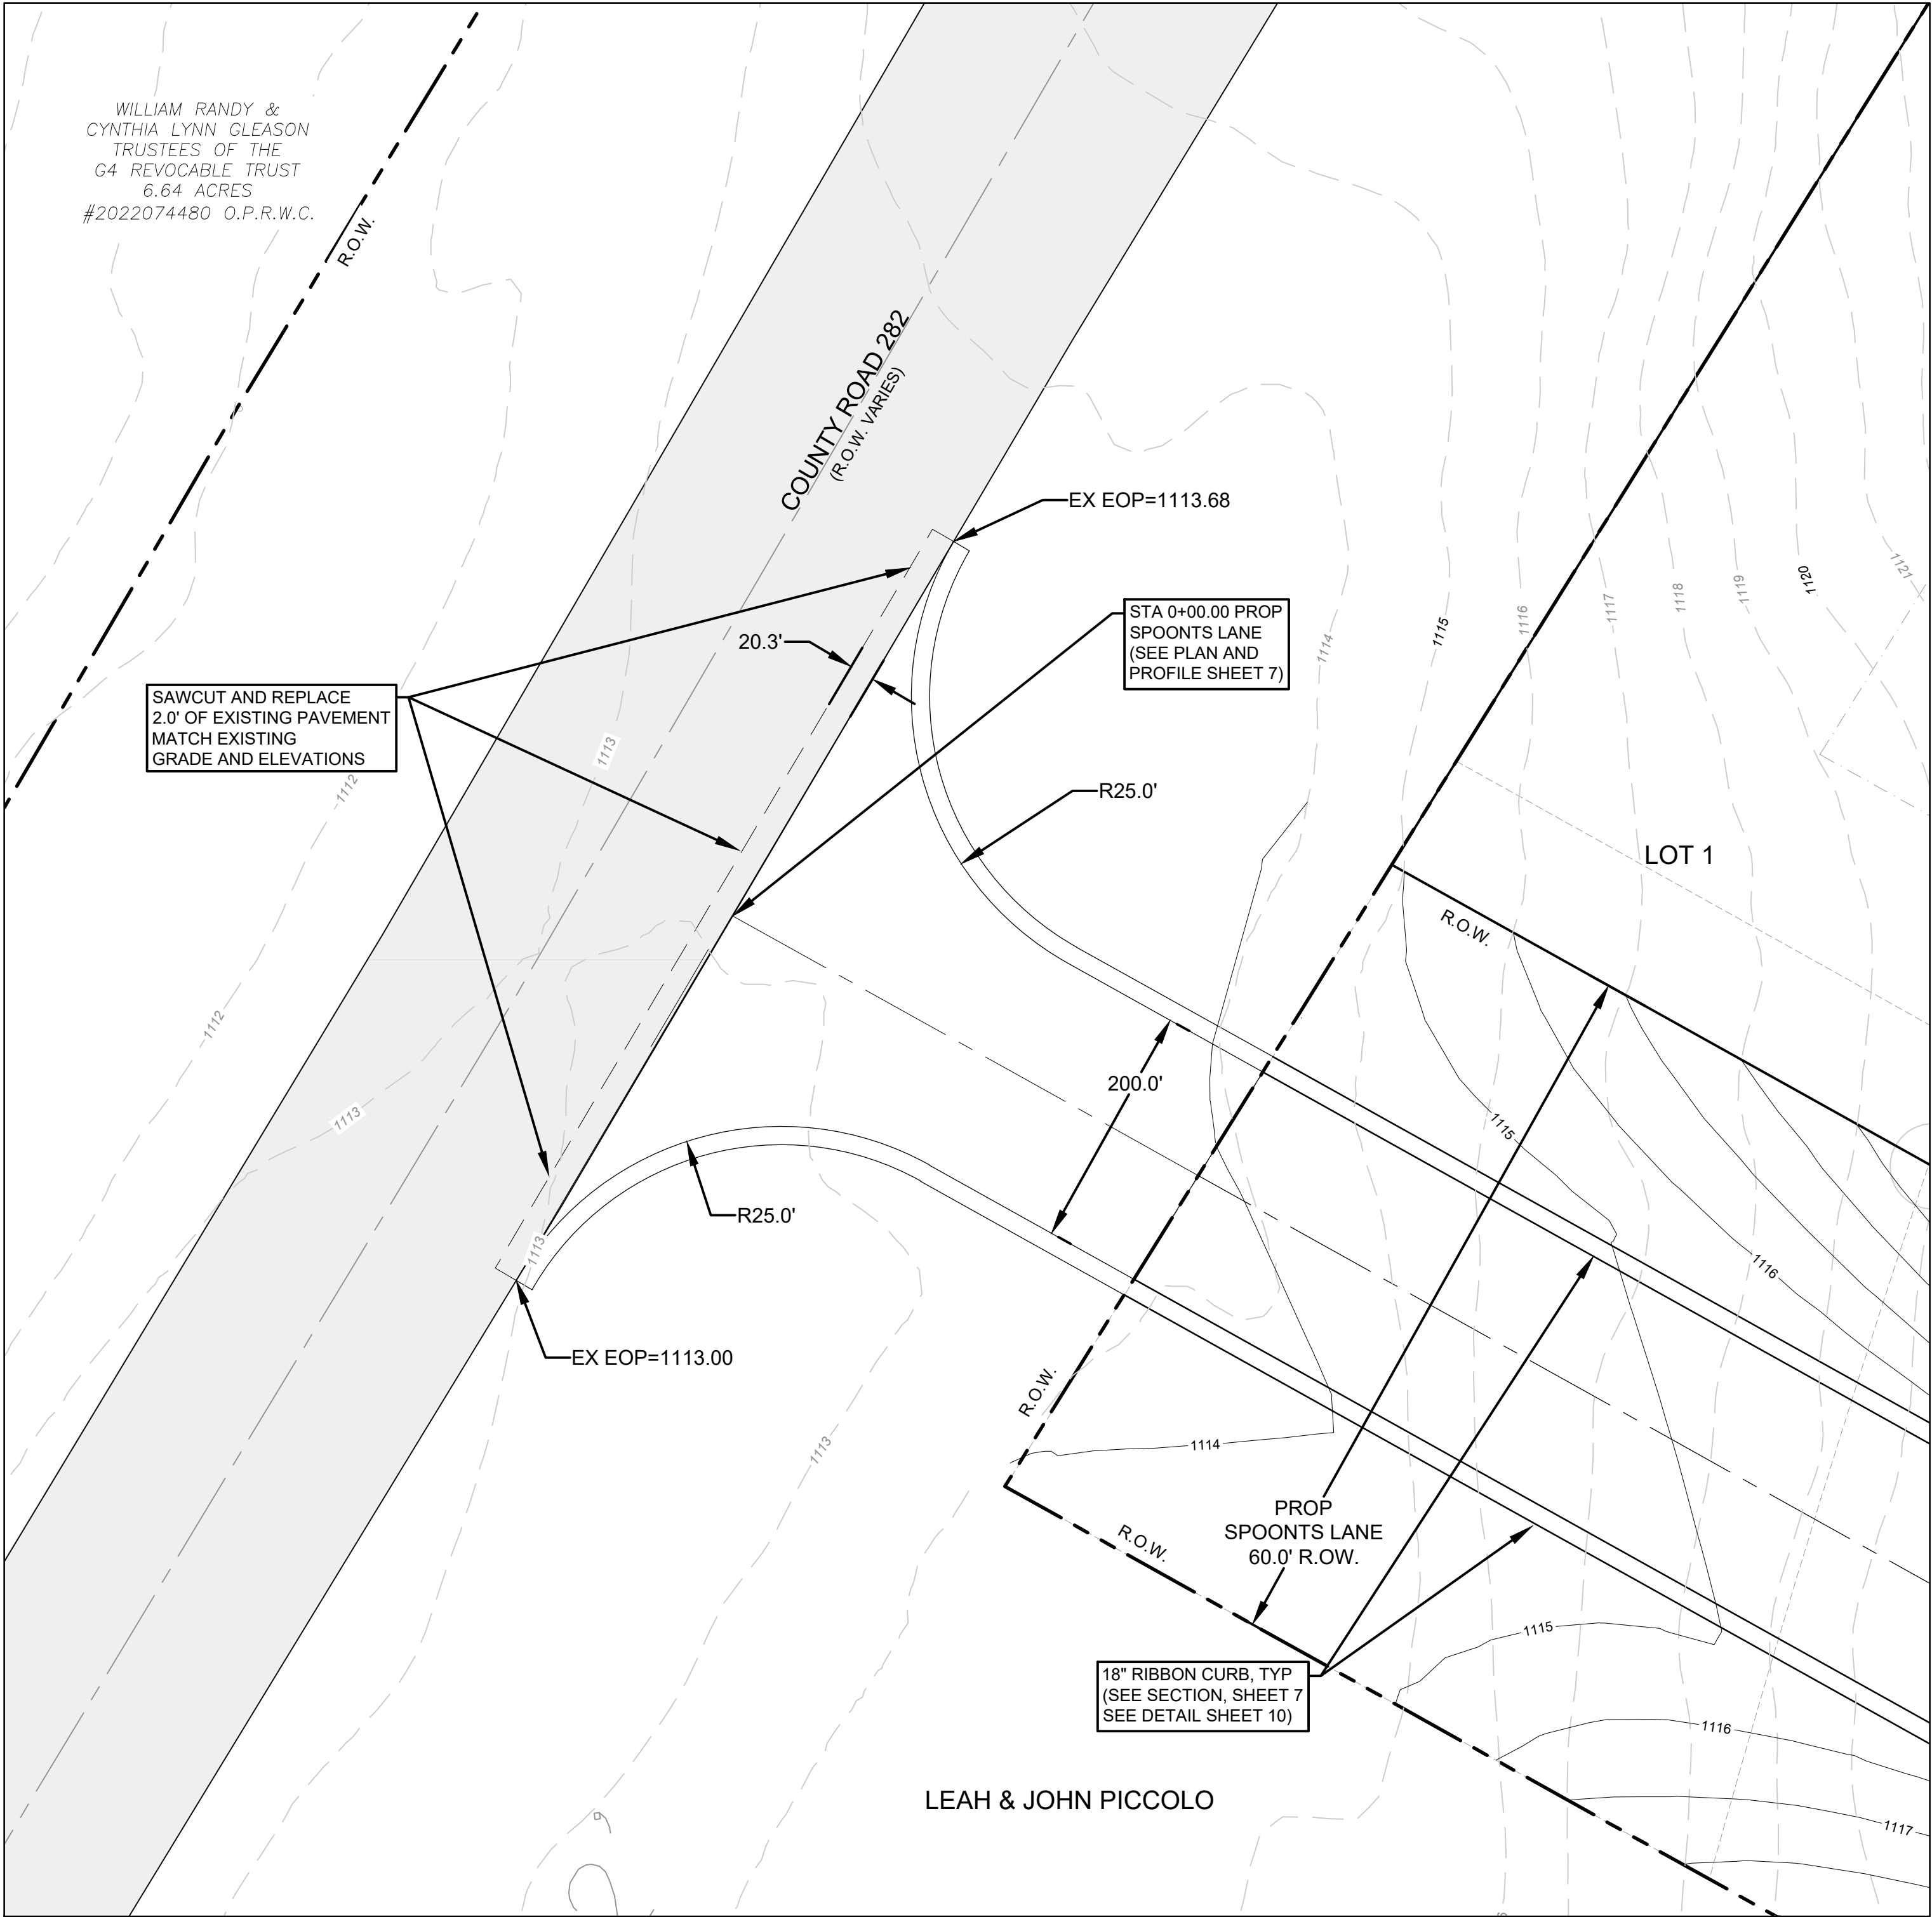 WILLIAM RANDY &
CYNTHIA LYNN GLEASON
TRUSTEES OF THE
G4 REVOCABLE TRUST
6.64 ACRES
#2022074480 O.P.R.W.C.
R.O.W.
COUNTY ROAD 282
(R.O.W. VARIES)
EX EOP=1113.68
STA 0+00.00 PROP
SPOONTS LANE
(SEE PLAN AND
PROFILE SHEET 7)
20.3'
SAWCUT AND REPLACE
2.0' OF EXISTING PAVEMENT
MATCH EXISTING
GRADE AND ELEVATIONS
1114
1115
1116
1117
1118
1119
1120
1121
1113
1112
R25.0'
LOT 1
R.O.W.
1112
1113
200.0'
1115
R25.0'
1113
1116
EX EOP=1113.00
R.O.W.
1113
1114
R.O.W.
PROP
SPOONTS LANE
60.0' R.OW.
1115
18" RIBBON CURB, TYP
(SEE SECTION, SHEET 7
SEE DETAIL SHEET 10)
1116
LEAH & JOHN PICCOLO
1117